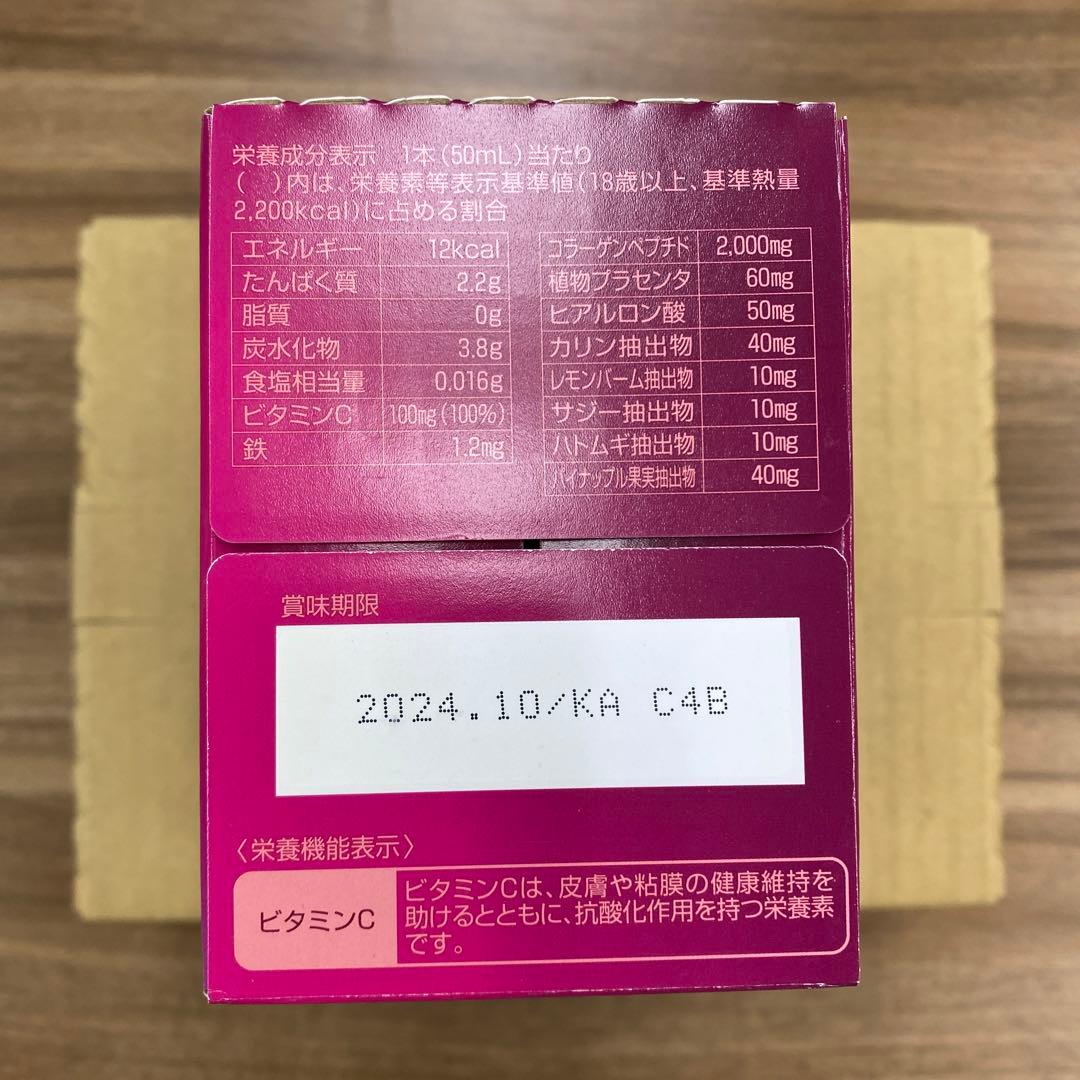 栄養成分表示 1本(50mL)当たり
( )内は、栄養素等表示基準値(18歳以上、基準熱量
2,200kcal)に占める割合
エネルギー 12kcal
たんぱく質 2.2g
脂質 0g
炭水化物 3.8g
食塩相当量 0.016g
ビタミンC 100mg(100%)
鉄 1.2mg
コラーゲンペプチド 2,000mg
植物プラセンタ 60mg
ヒアルロン酸 50mg
カリン抽出物 40mg
レモンバーム抽出物 10mg
サジー抽出物 10mg
ハトムギ抽出物 10mg
パイナップル果実抽出物 40mg
賞味期限
2024.10/KA C4B
〈栄養機能表示〉
ビタミンC
ビタミンCは、皮膚や粘膜の健康維持を
助けるとともに、抗酸化作用を持つ栄養素
です。